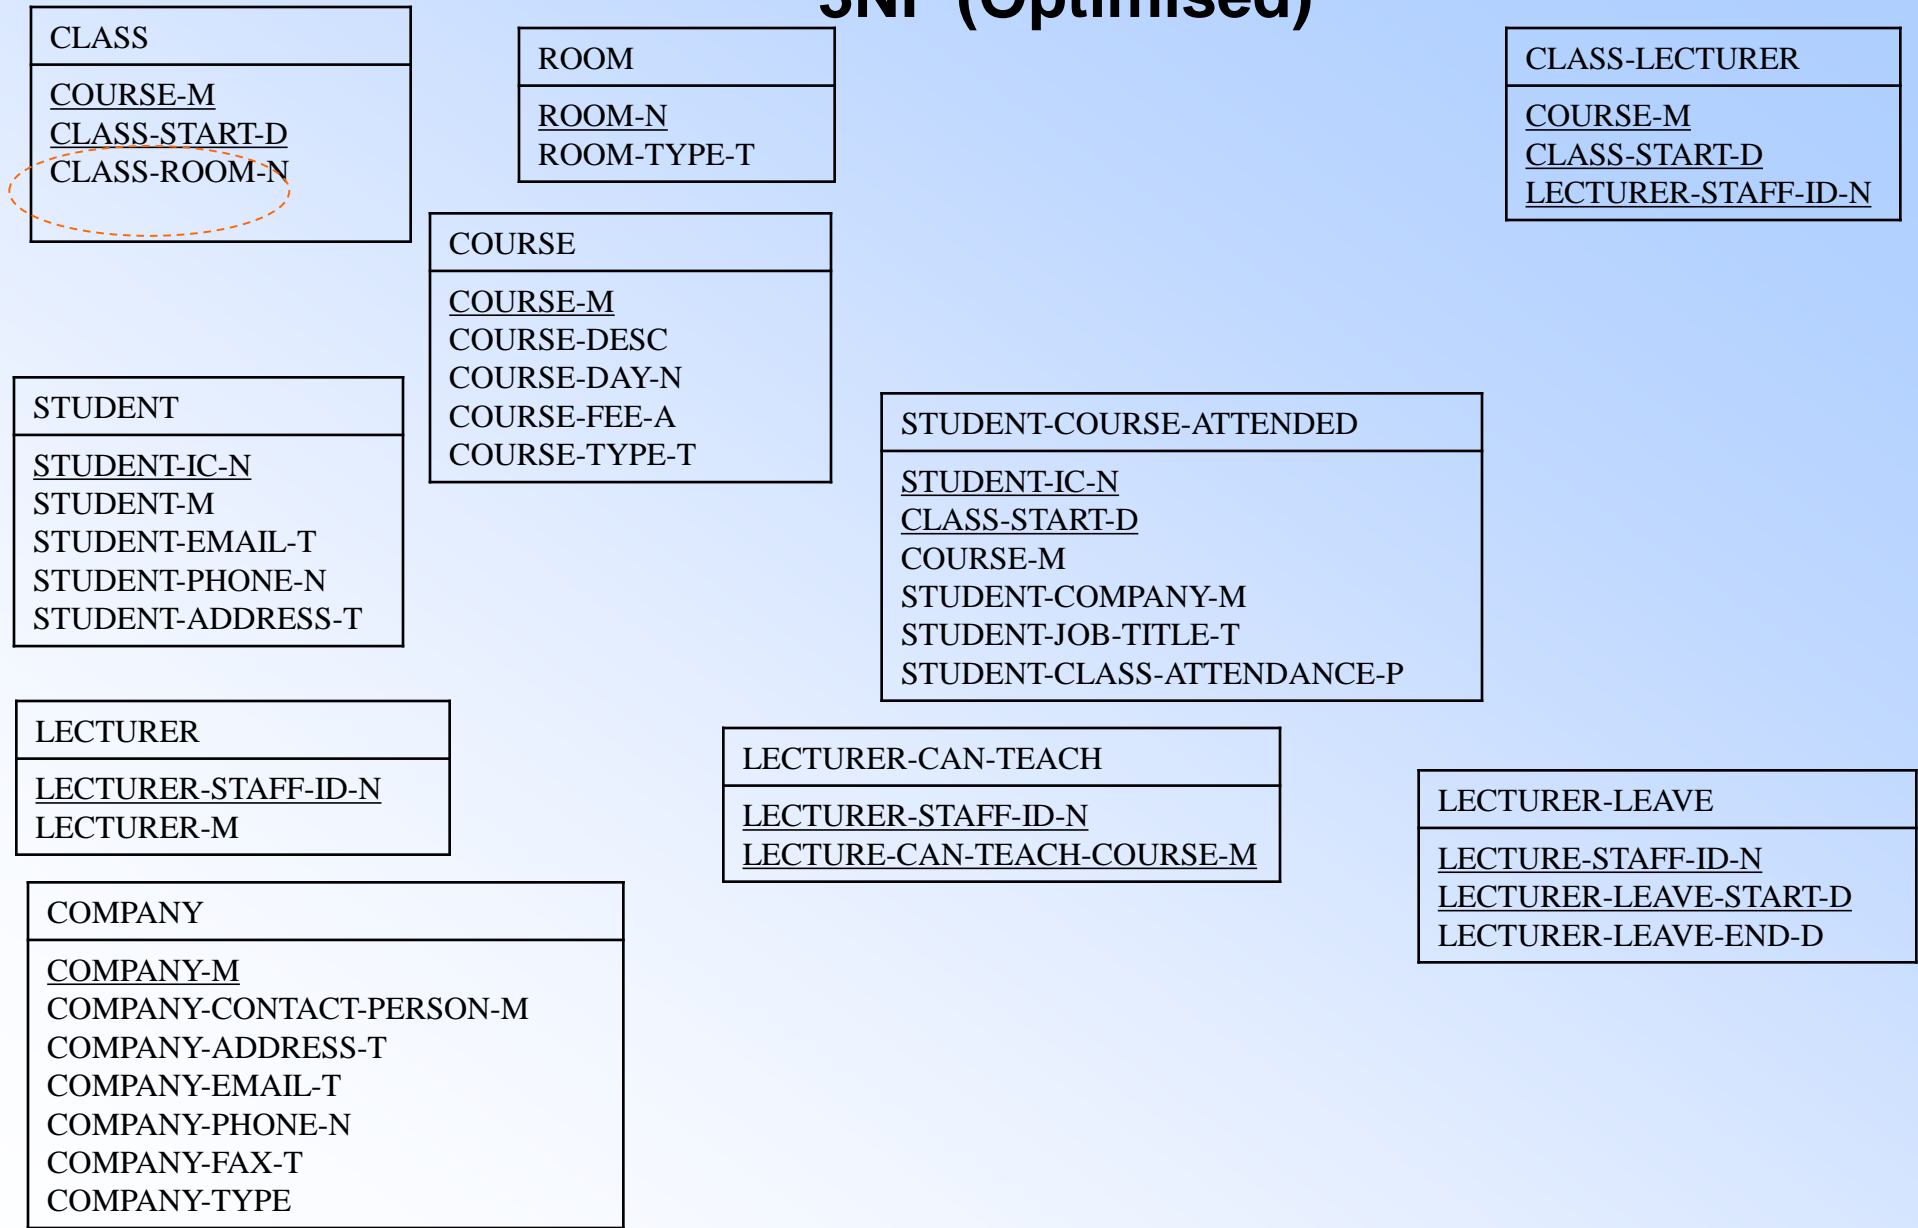 3NF (Optimised)
CLASS
COURSE-M
CLASS-START-D
CLASS-ROOM-N
ROOM
ROOM-N
ROOM-TYPE-T
CLASS-LECTURER
COURSE-M
CLASS-START-D
LECTURER-STAFF-ID-N
COURSE
COURSE-M
COURSE-DESC
COURSE-DAY-N
COURSE-FEE-A
COURSE-TYPE-T
STUDENT
STUDENT-IC-N
STUDENT-M
STUDENT-EMAIL-T
STUDENT-PHONE-N
STUDENT-ADDRESS-T
STUDENT-COURSE-ATTENDED
STUDENT-IC-N
CLASS-START-D
COURSE-M
STUDENT-COMPANY-M
STUDENT-JOB-TITLE-T
STUDENT-CLASS-ATTENDANCE-P
LECTURER
LECTURER-STAFF-ID-N
LECTURER-M
LECTURER-CAN-TEACH
LECTURER-STAFF-ID-N
LECTURE-CAN-TEACH-COURSE-M
LECTURER-LEAVE
LECTURE-STAFF-ID-N
LECTURER-LEAVE-START-D
LECTURER-LEAVE-END-D
COMPANY
COMPANY-M
COMPANY-CONTACT-PERSON-M
COMPANY-ADDRESS-T
COMPANY-EMAIL-T
COMPANY-PHONE-N
COMPANY-FAX-T
COMPANY-TYPE